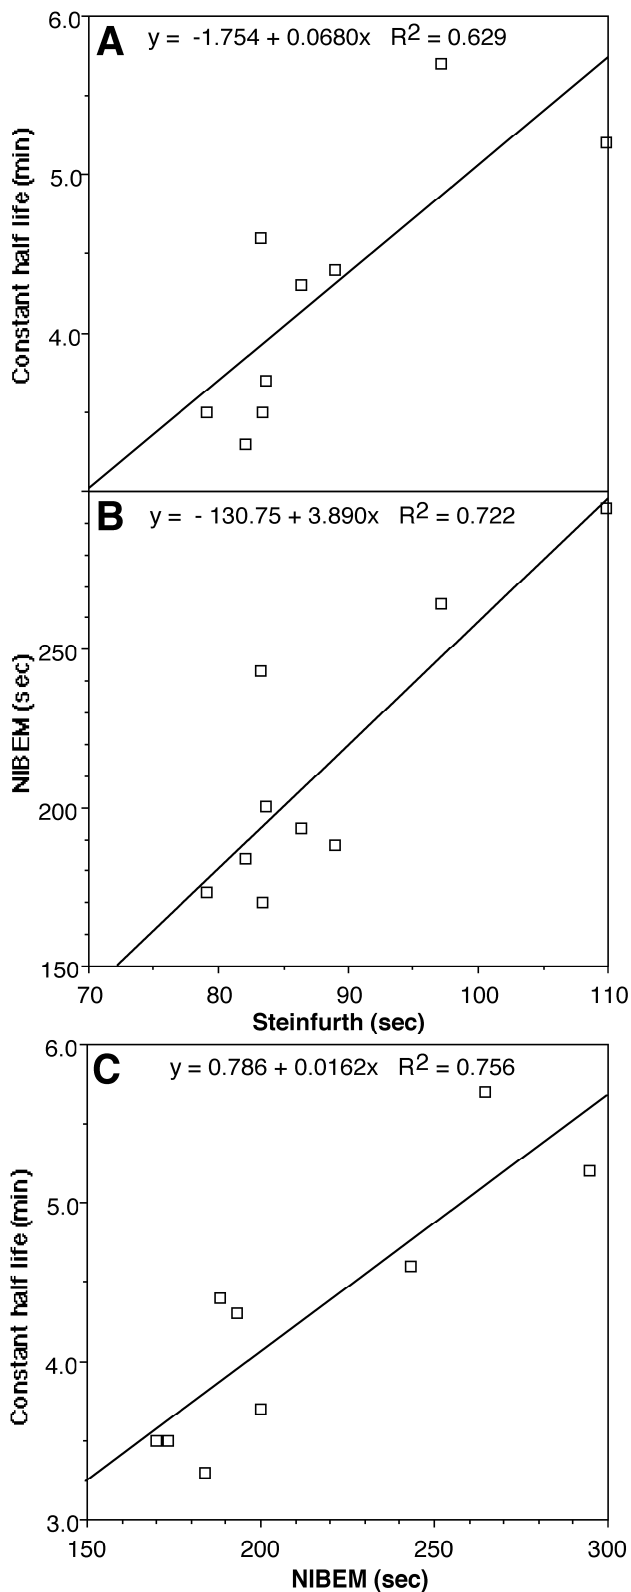 6.0
A y = -1.754 + 0.0680x R2 = 0.629
5.0
4.0
Constant half life (min)
B y = - 130.75 + 3.890x R2 = 0.722
250
200
150
NIBEM (sec)
70 80 90 100 110
Steinfurth (sec)
6.0
C y = 0.786 + 0.0162x R2 = 0.756
5.0
4.0
3.0
Constant half life (min)
150 200 250 300
NIBEM (sec)